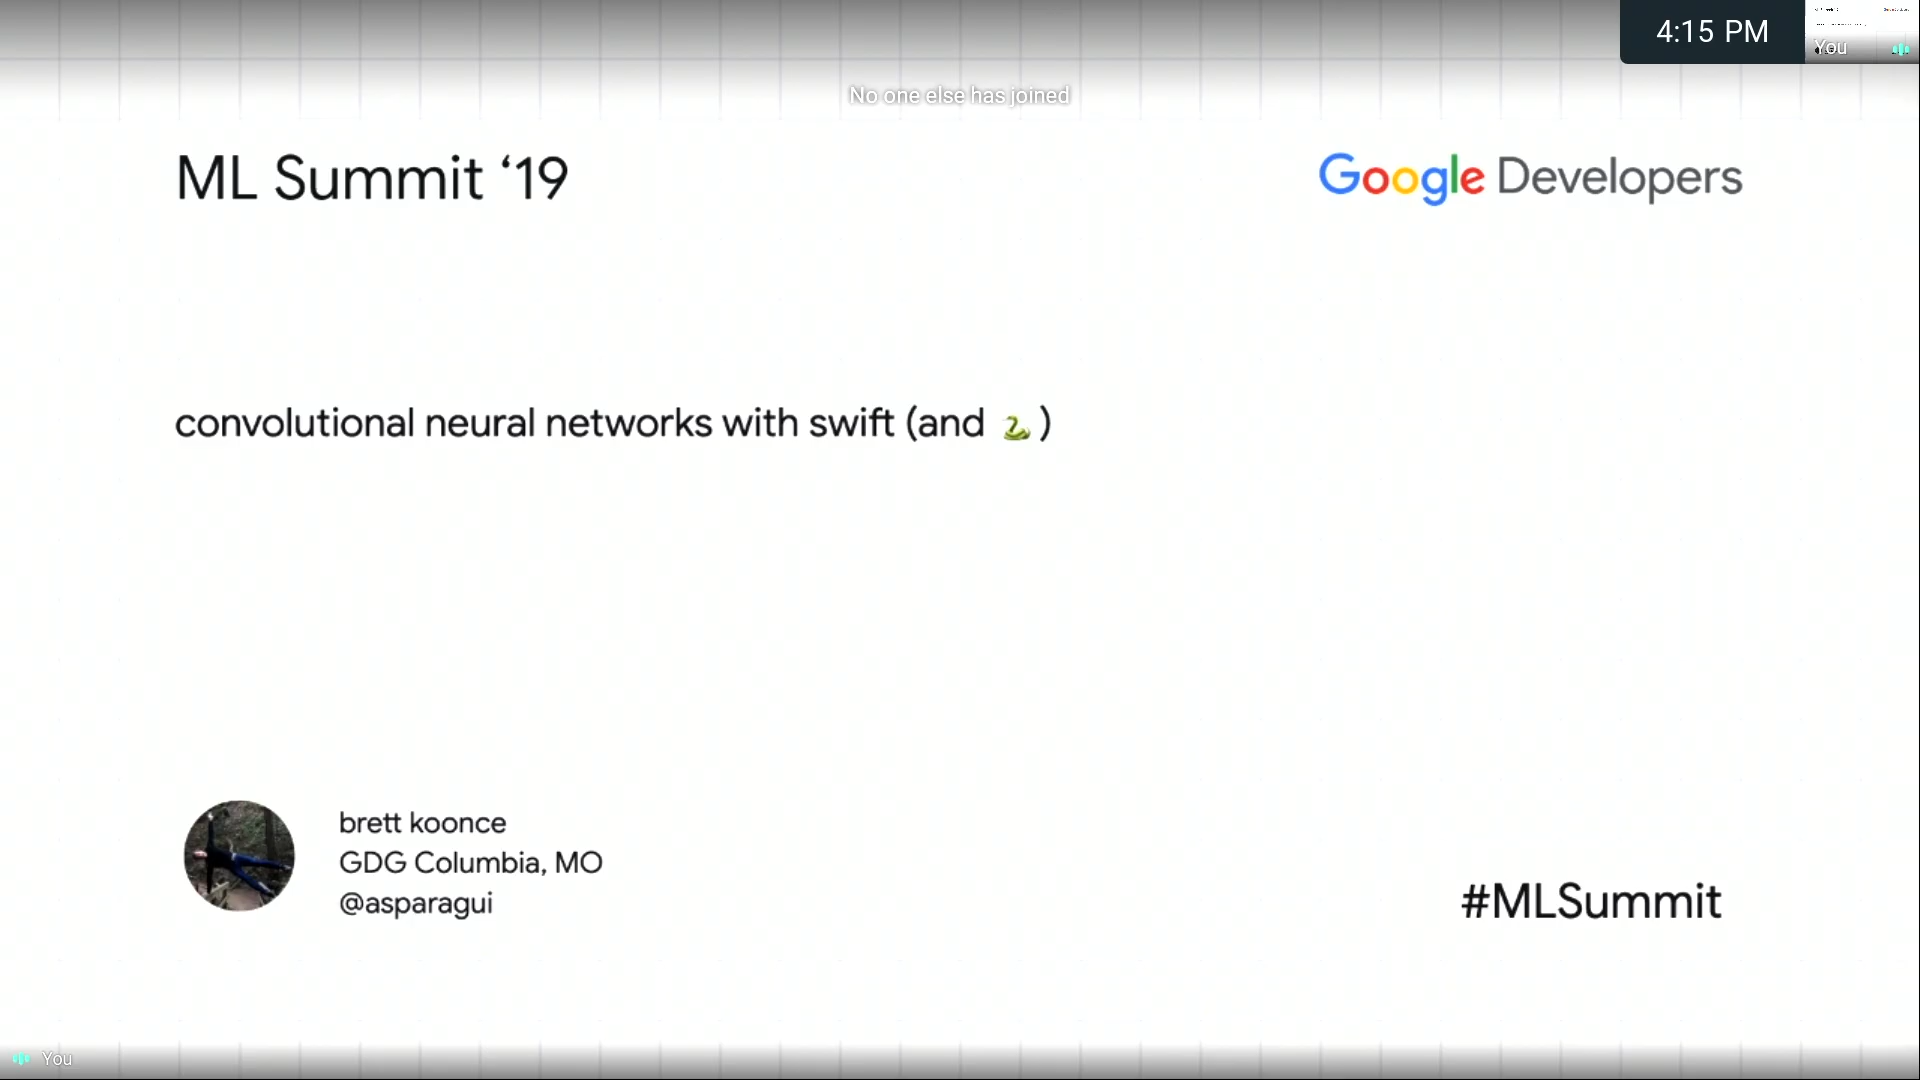 4:15 PM
You
No one else has joined
ML Summit ‘19
Google Developers
convolutional neural networks with swift (and 🐍 )
brett koonce
GDG Columbia, MO
@asparagui
#MLSummit
You